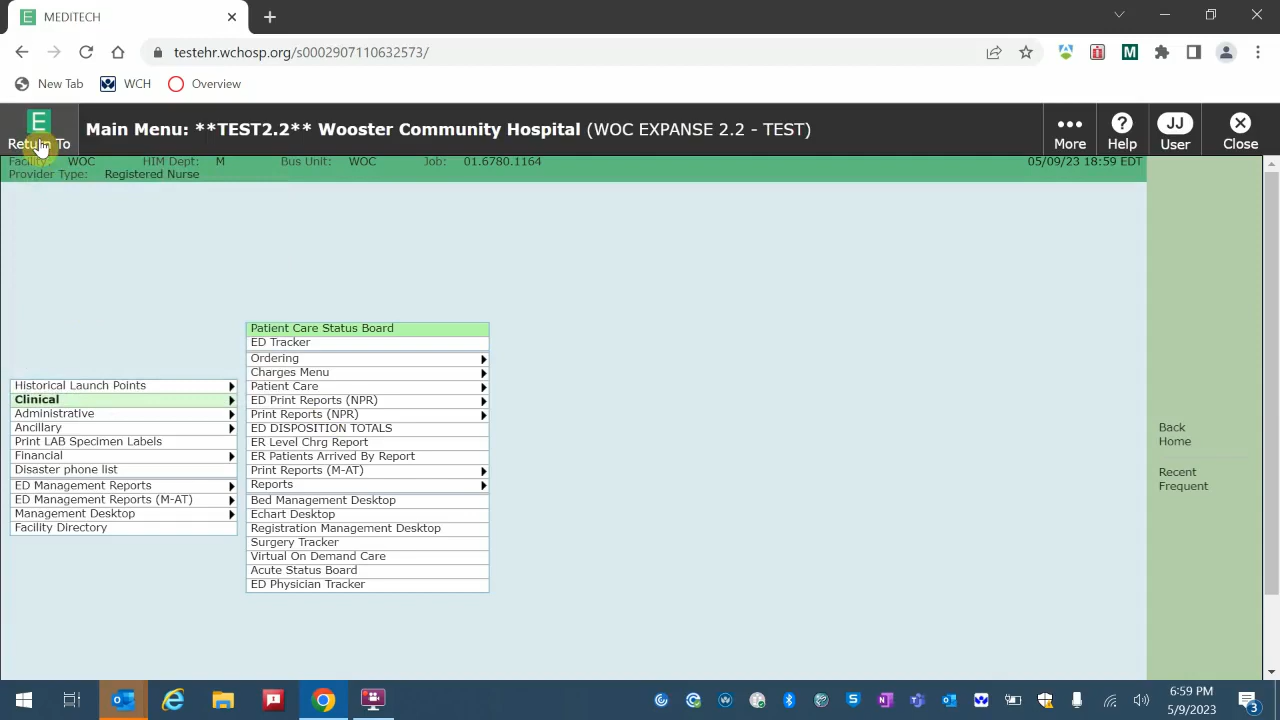 E MEDITECH
testehr.wchosp.org/s0002907110632573/
M
New Tab WCH Overview
E
Return To
Main Menu: **TEST2.2** Wooster Community Hospital (WOC EXPANSE 2.2 - TEST)
More
? Help
JJ User
Close
Facility: WOC HIM Dept: M Bus Unit: WOC Job: 01.6780.1164 05/09/23 18:59 EDT
Provider Type: Registered Nurse
Historical Launch Points
Clinical
Administrative
Ancillary
Print LAB Specimen Labels
Financial
Disaster phone list
ED Management Reports
ED Management Reports (M-AT)
Management Desktop
Facility Directory
Patient Care Status Board
ED Tracker
Ordering
Charges Menu
Patient Care
ED Print Reports (NPR)
Print Reports (NPR)
ED DISPOSITION TOTALS
ER Level Chrg Report
ER Patients Arrived By Report
Print Reports (M-AT)
Reports
Bed Management Desktop
Echart Desktop
Registration Management Desktop
Surgery Tracker
Virtual On Demand Care
Acute Status Board
ED Physician Tracker
Back
Home
Recent
Frequent
6:59 PM
5/9/2023
3